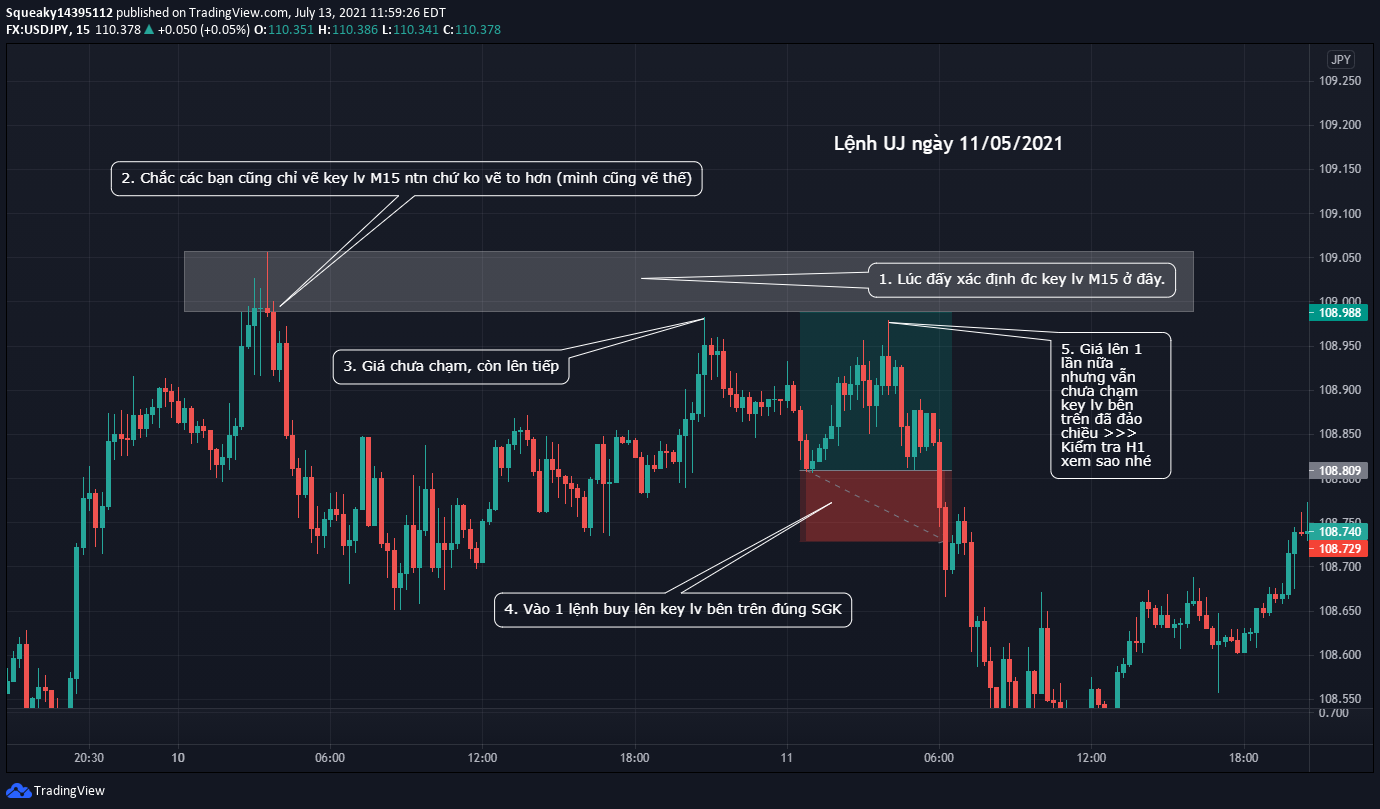 Squeaky14395112 published on TradingView.com, July 13, 2021 11:59:26 EDT
FX:USDJPY, 15 110.378 ▲ +0.050 (+0.05%) O:110.351 H:110.386 L:110.341 C:110.378
JPY
109.250
109.200
Lệnh UJ ngày 11/05/2021
109.150
2. Chắc các bạn cũng chỉ vẽ key lv M15 ntn chứ ko vẽ to hơn (mình cũng vẽ thế)
109.100
109.050
1. Lúc đấy xác định đc key lv M15 ở đây.
109.000
108.988
108.950
3. Giá chưa chạm, còn lên tiếp
5. Giá lên 1
lần nữa
nhưng vẫn
chưa chạm
key lv bên
trên đã đảo
chiều >>>
Kiểm tra H1
xem sao nhé
108.900
108.850
108.809
108.800
108.750
108.740
108.729
108.700
4. Vào 1 lệnh buy lên key lv bên trên đúng SGK
108.650
108.600
108.550
0.700
20:30 10 06:00 12:00 18:00 11 06:00 12:00 18:00
TradingView